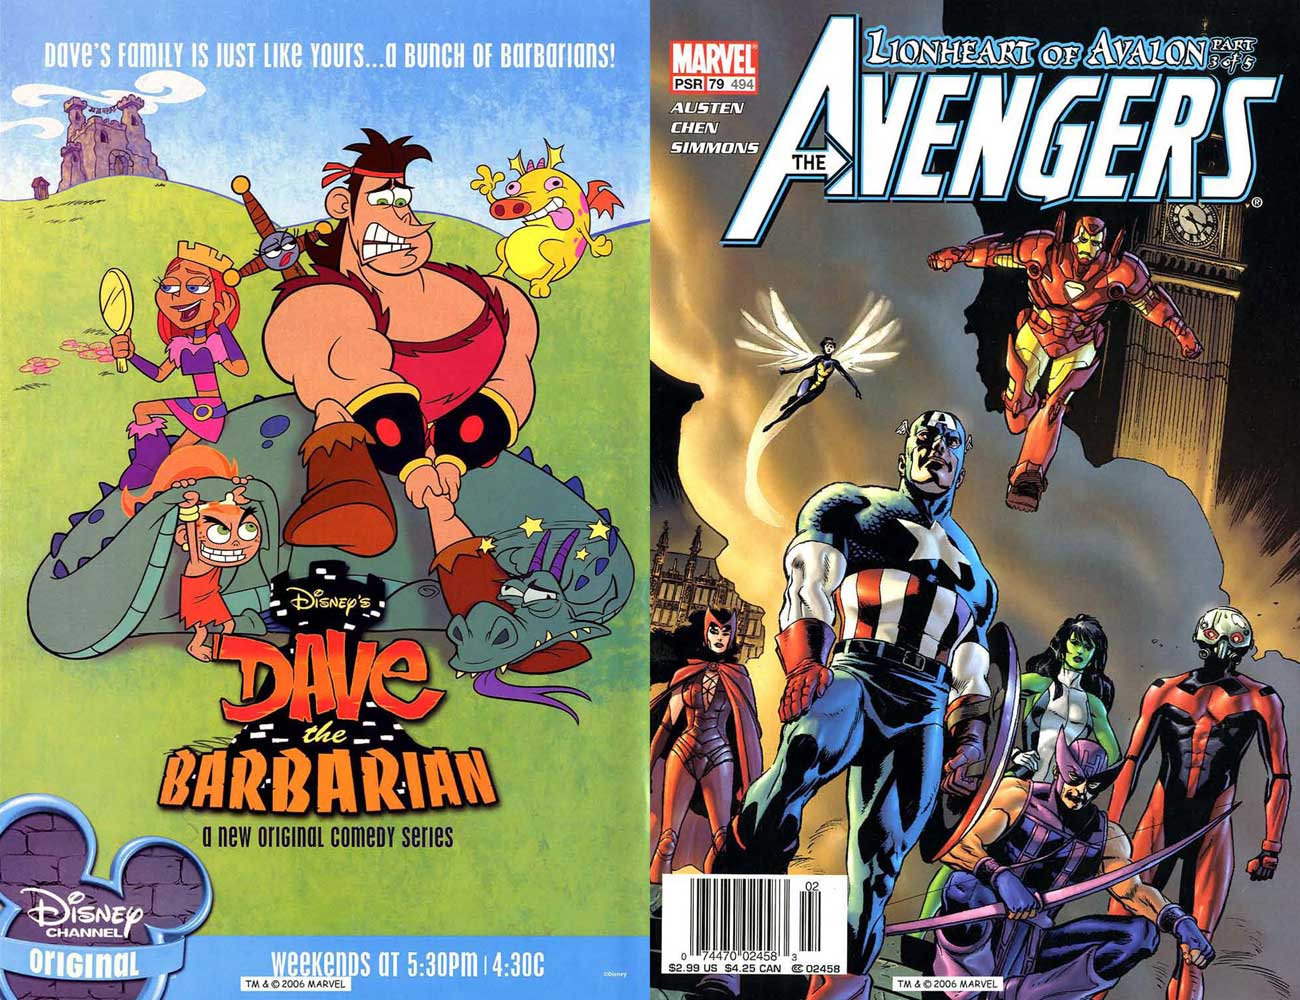 Dave's family is just like yours...a bunch of barbarians!
Disney's
Dave
the
Barbarian
a new original comedy series
Disney
Channel
original
weekends at 5:30pm | 4:30c
©Disney
TM & © 2006 MARVEL
Lionheart of Avalon Part
3 of 5
MARVEL
PSR 79 494
AUSTEN
CHEN
SIMMONS
THE AVENGERS®
A
02
0 74470 02458 3
$2.99 US $4.25 CAN CC 02458
TM & © 2006 MARVEL